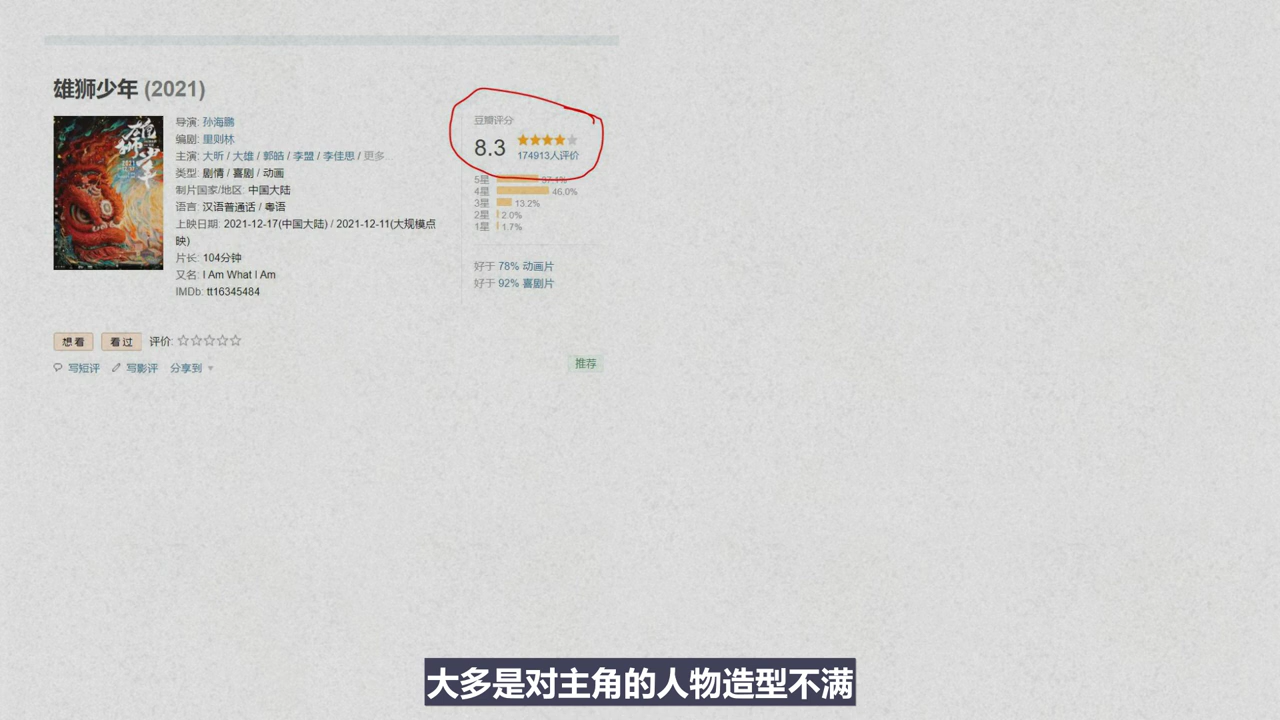 雄狮少年 (2021)
雄狮少年
导演: 孙海鹏
编剧: 里则林
主演: 大昕 / 大雄 / 郭皓 / 李盟 / 李佳思 / 更多...
类型: 剧情 / 喜剧 / 动画
制片国家/地区: 中国大陆
语言: 汉语普通话 / 粤语
上映日期: 2021-12-17(中国大陆) / 2021-12-11(大规模点
映)
片长: 104分钟
又名: I Am What I Am
IMDb: tt16345484
豆瓣评分
8.3
174913人评价
5星 37.1%
4星 46.0%
3星 13.2%
2星 2.0%
1星 1.7%
好于 78% 动画片
好于 92% 喜剧片
想看 看过 评价:
写短评 写影评 分享到
推荐
大多是对主角的人物造型不满